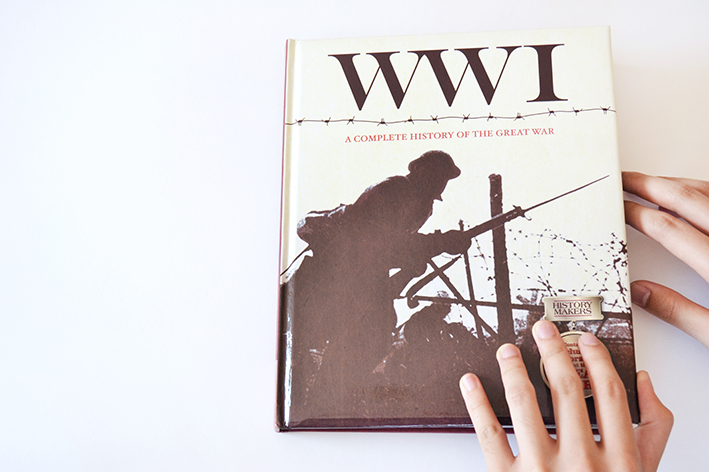 WWI
A COMPLETE HISTORY OF THE GREAT WAR
HISTORY
MAKERS